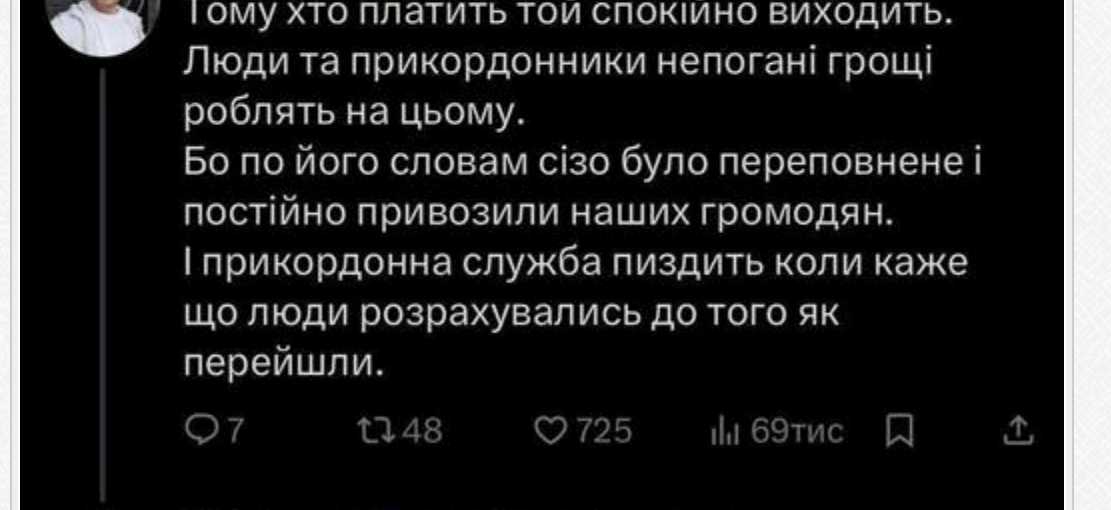 Тому хто платить той спокійно виходить.
Люди та прикордонники непогані грощі
роблять на цьому.
Бо по його словам сізо було переповнене і
постійно привозили наших громодян.
І прикордонна служба пиздить коли каже
що люди розрахувались до того як
перейшли.
7 48 725 69тис